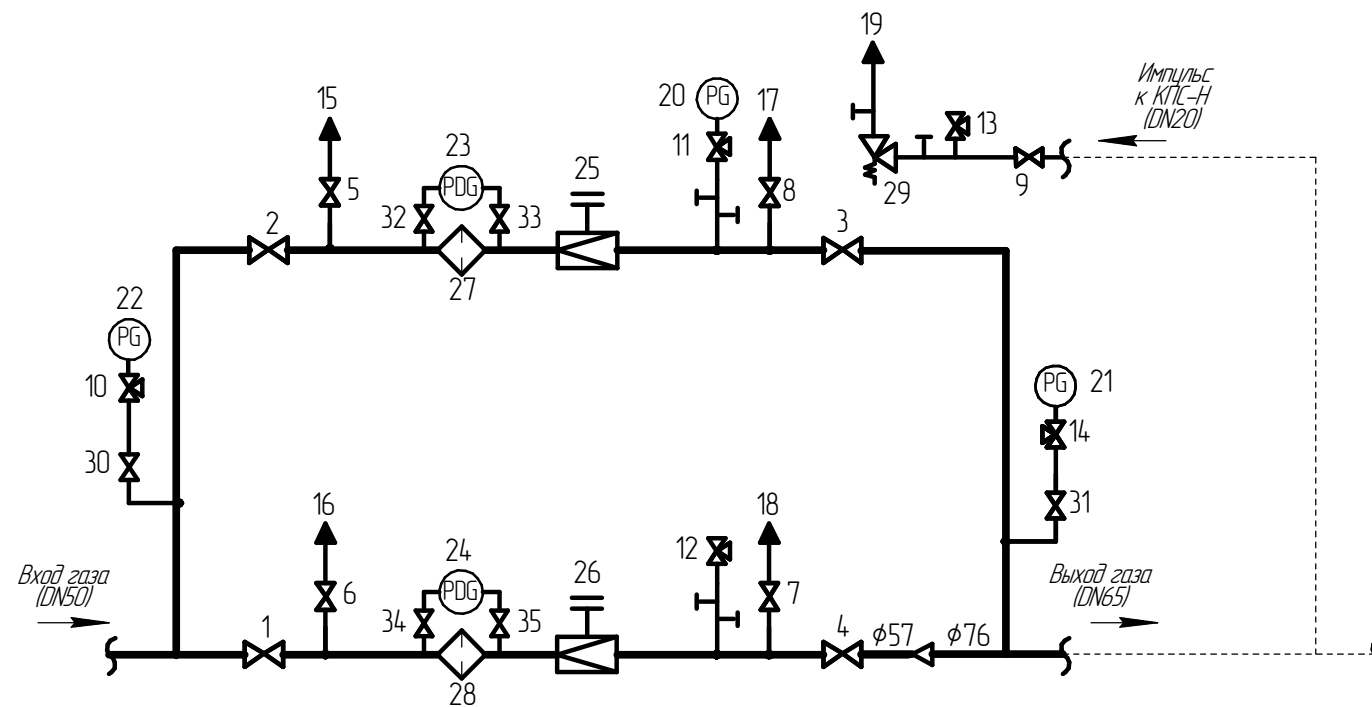 19
Импульс
к КПС-Н
(DN20)
15
20
PG
17
13
23
11
25
PDG
5
8
9
29
32
33
2
3
27
22
PG
10
PG
21
14
30
31
16
18
24
12
Вход газа
(DN50)
PDG
26
Выход газа
(DN65)
6
7
34
35
1
4
ϕ57
ϕ76
28